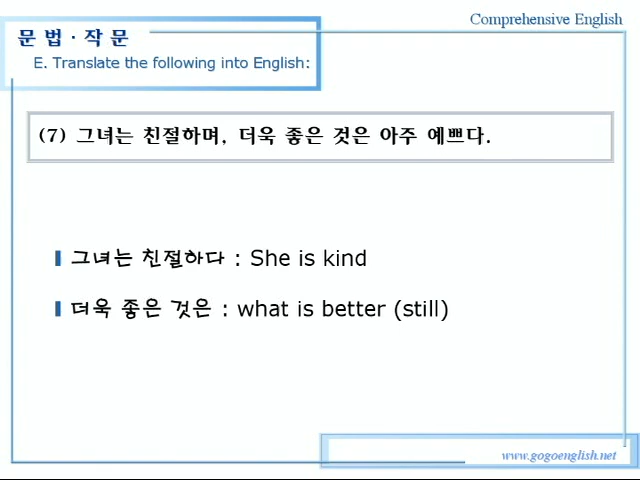 Comprehensive English
문 법 · 작 문
E. Translate the following into English:
(7) 그녀는 친절하며, 더욱 좋은 것은 아주 예쁘다.
그녀는 친절하다 : She is kind
더욱 좋은 것은 : what is better (still)
www.gogoenglish.net